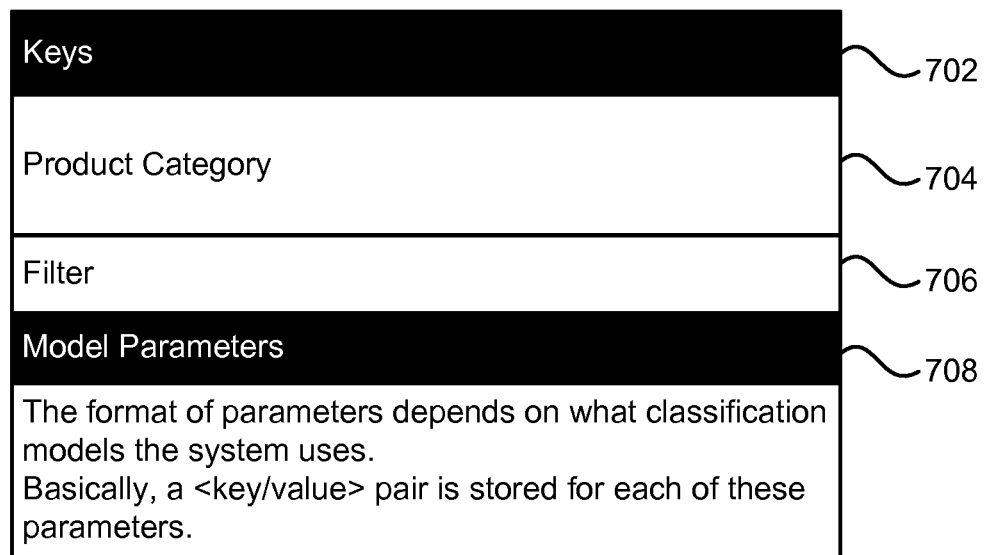 Keys
702
Product Category
704
Filter
706
Model Parameters
708
The format of parameters depends on what classification
models the system uses.
Basically, a <key/value> pair is stored for each of these
parameters.